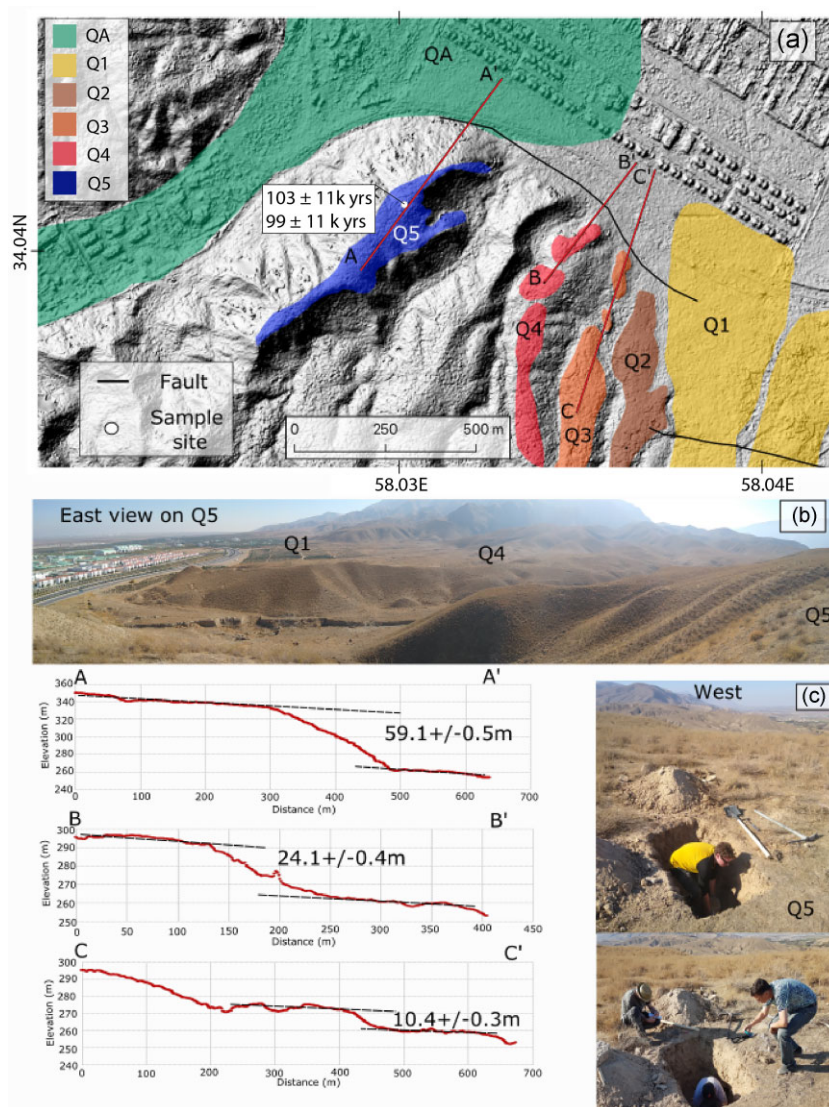 (a)
QA
Q1
Q2
Q3
Q4
Q5
QA
A'
B'
C'
103 ± 11k yrs
99 ± 11 k yrs
34.04N
Q5
A
B
Q4
Q1
Q2
C
Q3
Fault
Sample
site
0 250 500 m
58.03E 58.04E
East view on Q5
(b)
Q1
Q4
Q5
A A'
360
340
320
300
280
260
240
59.1+/-0.5m
Elevation (m)
0 100 200 300 400 500 600 700
Distance (m)
B B'
300
290
280
270
260
250
24.1+/-0.4m
Elevation (m)
0 50 100 150 200 250 300 350 400 450
Distance (m)
C C'
300
290
280
270
260
250
240
10.4+/-0.3m
Elevation (m)
0 100 200 300 400 500 600 700
Distance (m)
West
(c)
Q5